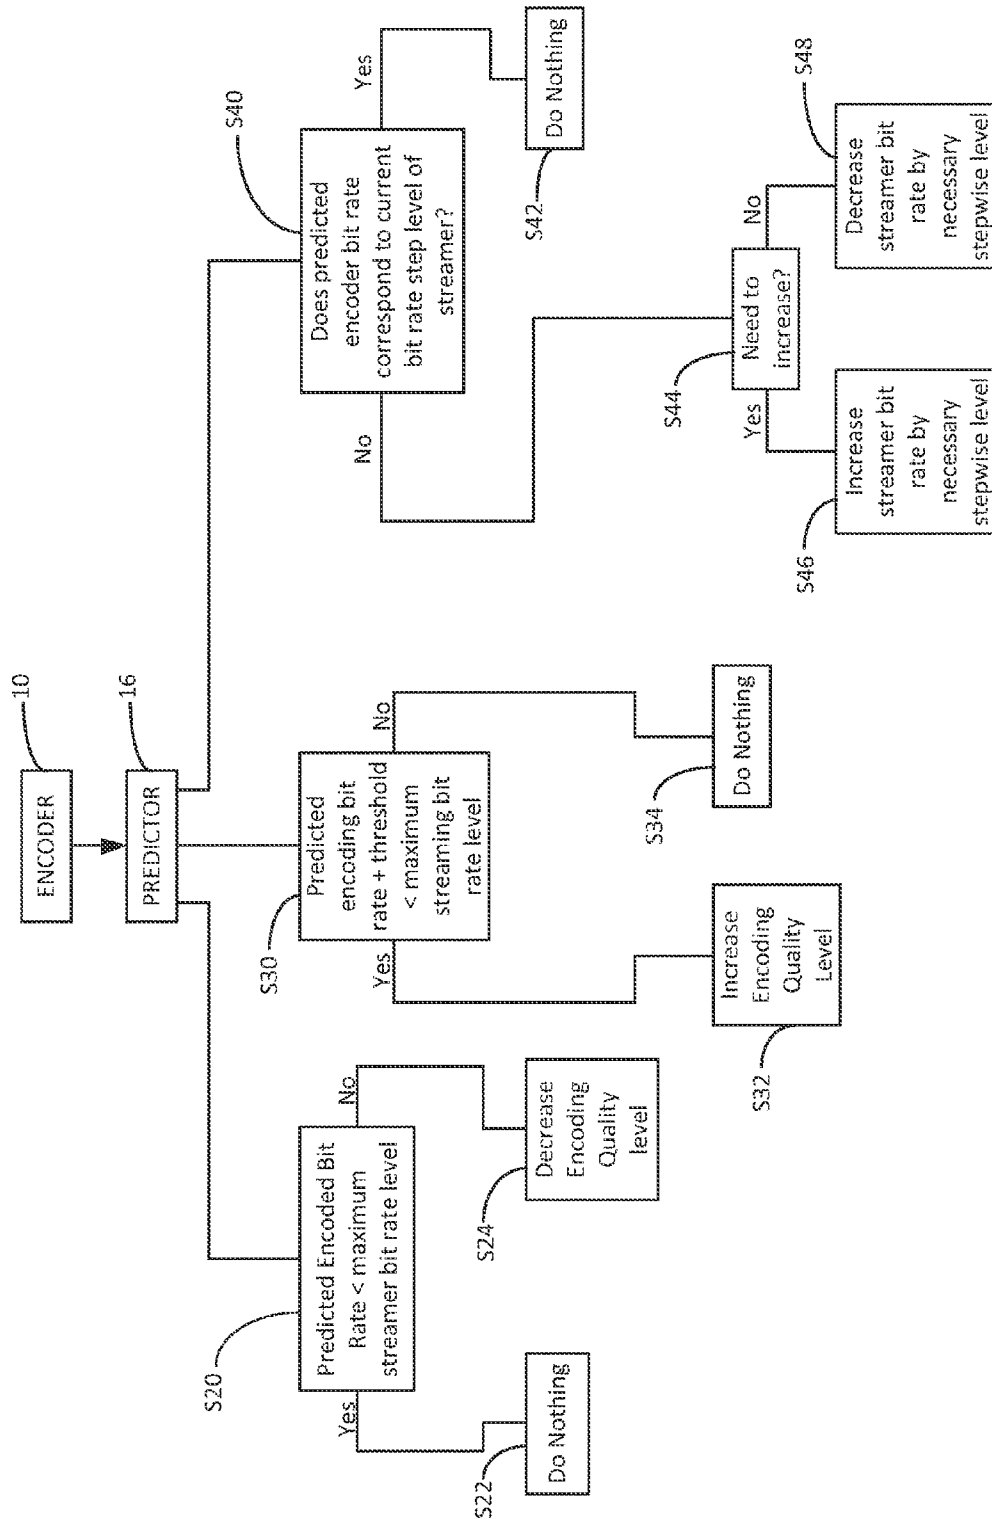 ENCODER
10
PREDICTOR
16
S20
Predicted Encoded Bit
Rate < maximum
streamer bit rate level
Yes
No
S22
Do Nothing
S24
Decrease
Encoding
Quality
level
S30
Predicted
encoding bit
rate + threshold
< maximum
streaming bit
rate level
Yes
No
S32
Increase
Encoding
Quality
Level
S34
Do Nothing
S40
Does predicted
encoder bit rate
correspond to current
bit rate step level of
streamer?
No
Yes
S42
Do Nothing
S44
Need to
increase?
Yes
No
S46
Increase
streamer bit
rate by
necessary
stepwise level
S48
Decrease
streamer bit
rate by
necessary
stepwise level